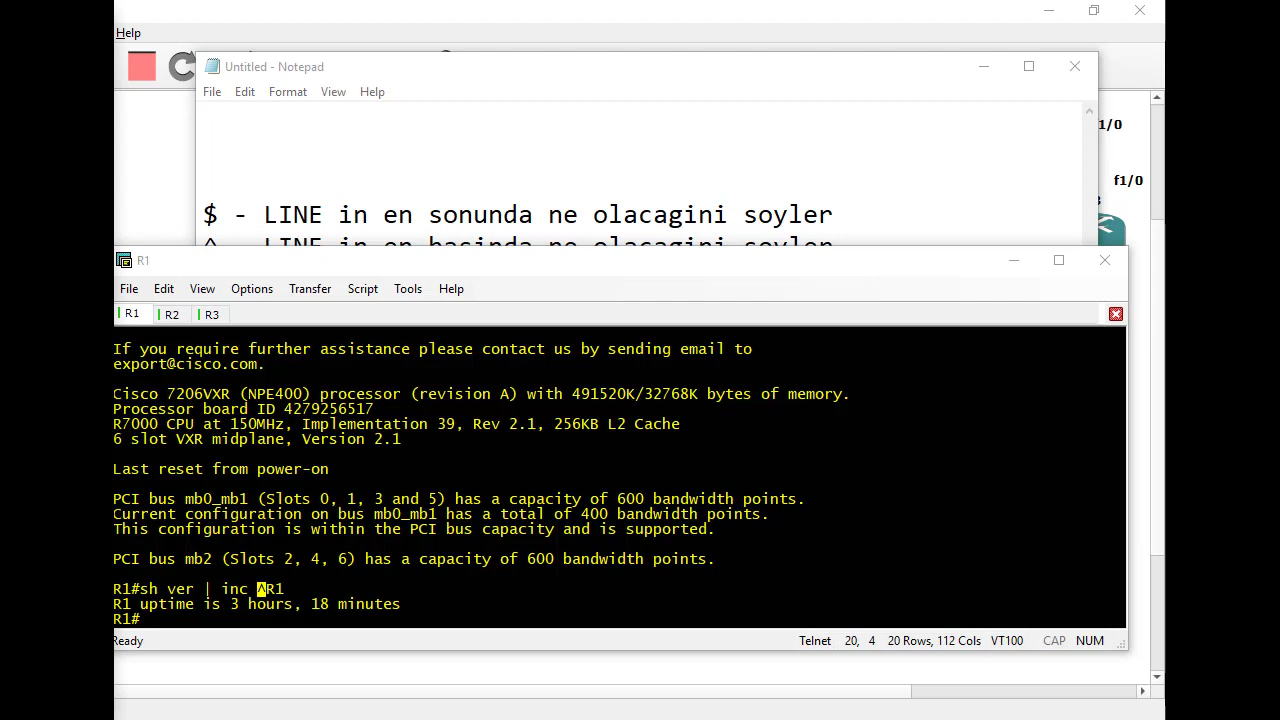 Help
Untitled - Notepad
File Edit Format View Help
1/0
f1/0
$ - LINE in en sonunda ne olacagini soyler
^ - LINE in en basinda ne olacagini soyler
R1
File Edit View Options Transfer Script Tools Help
R1 R2 R3
If you require further assistance please contact us by sending email to
export@cisco.com.
Cisco 7206VXR (NPE400) processor (revision A) with 491520K/32768K bytes of memory.
Processor board ID 4279256517
R7000 CPU at 150MHz, Implementation 39, Rev 2.1, 256KB L2 Cache
6 slot VXR midplane, Version 2.1
Last reset from power-on
PCI bus mb0_mb1 (Slots 0, 1, 3 and 5) has a capacity of 600 bandwidth points.
Current configuration on bus mb0_mb1 has a total of 400 bandwidth points.
This configuration is within the PCI bus capacity and is supported.
PCI bus mb2 (Slots 2, 4, 6) has a capacity of 600 bandwidth points.
R1#sh ver | inc ^R1
R1 uptime is 3 hours, 18 minutes
R1#
Ready Telnet 20, 4 20 Rows, 112 Cols VT100 CAP NUM